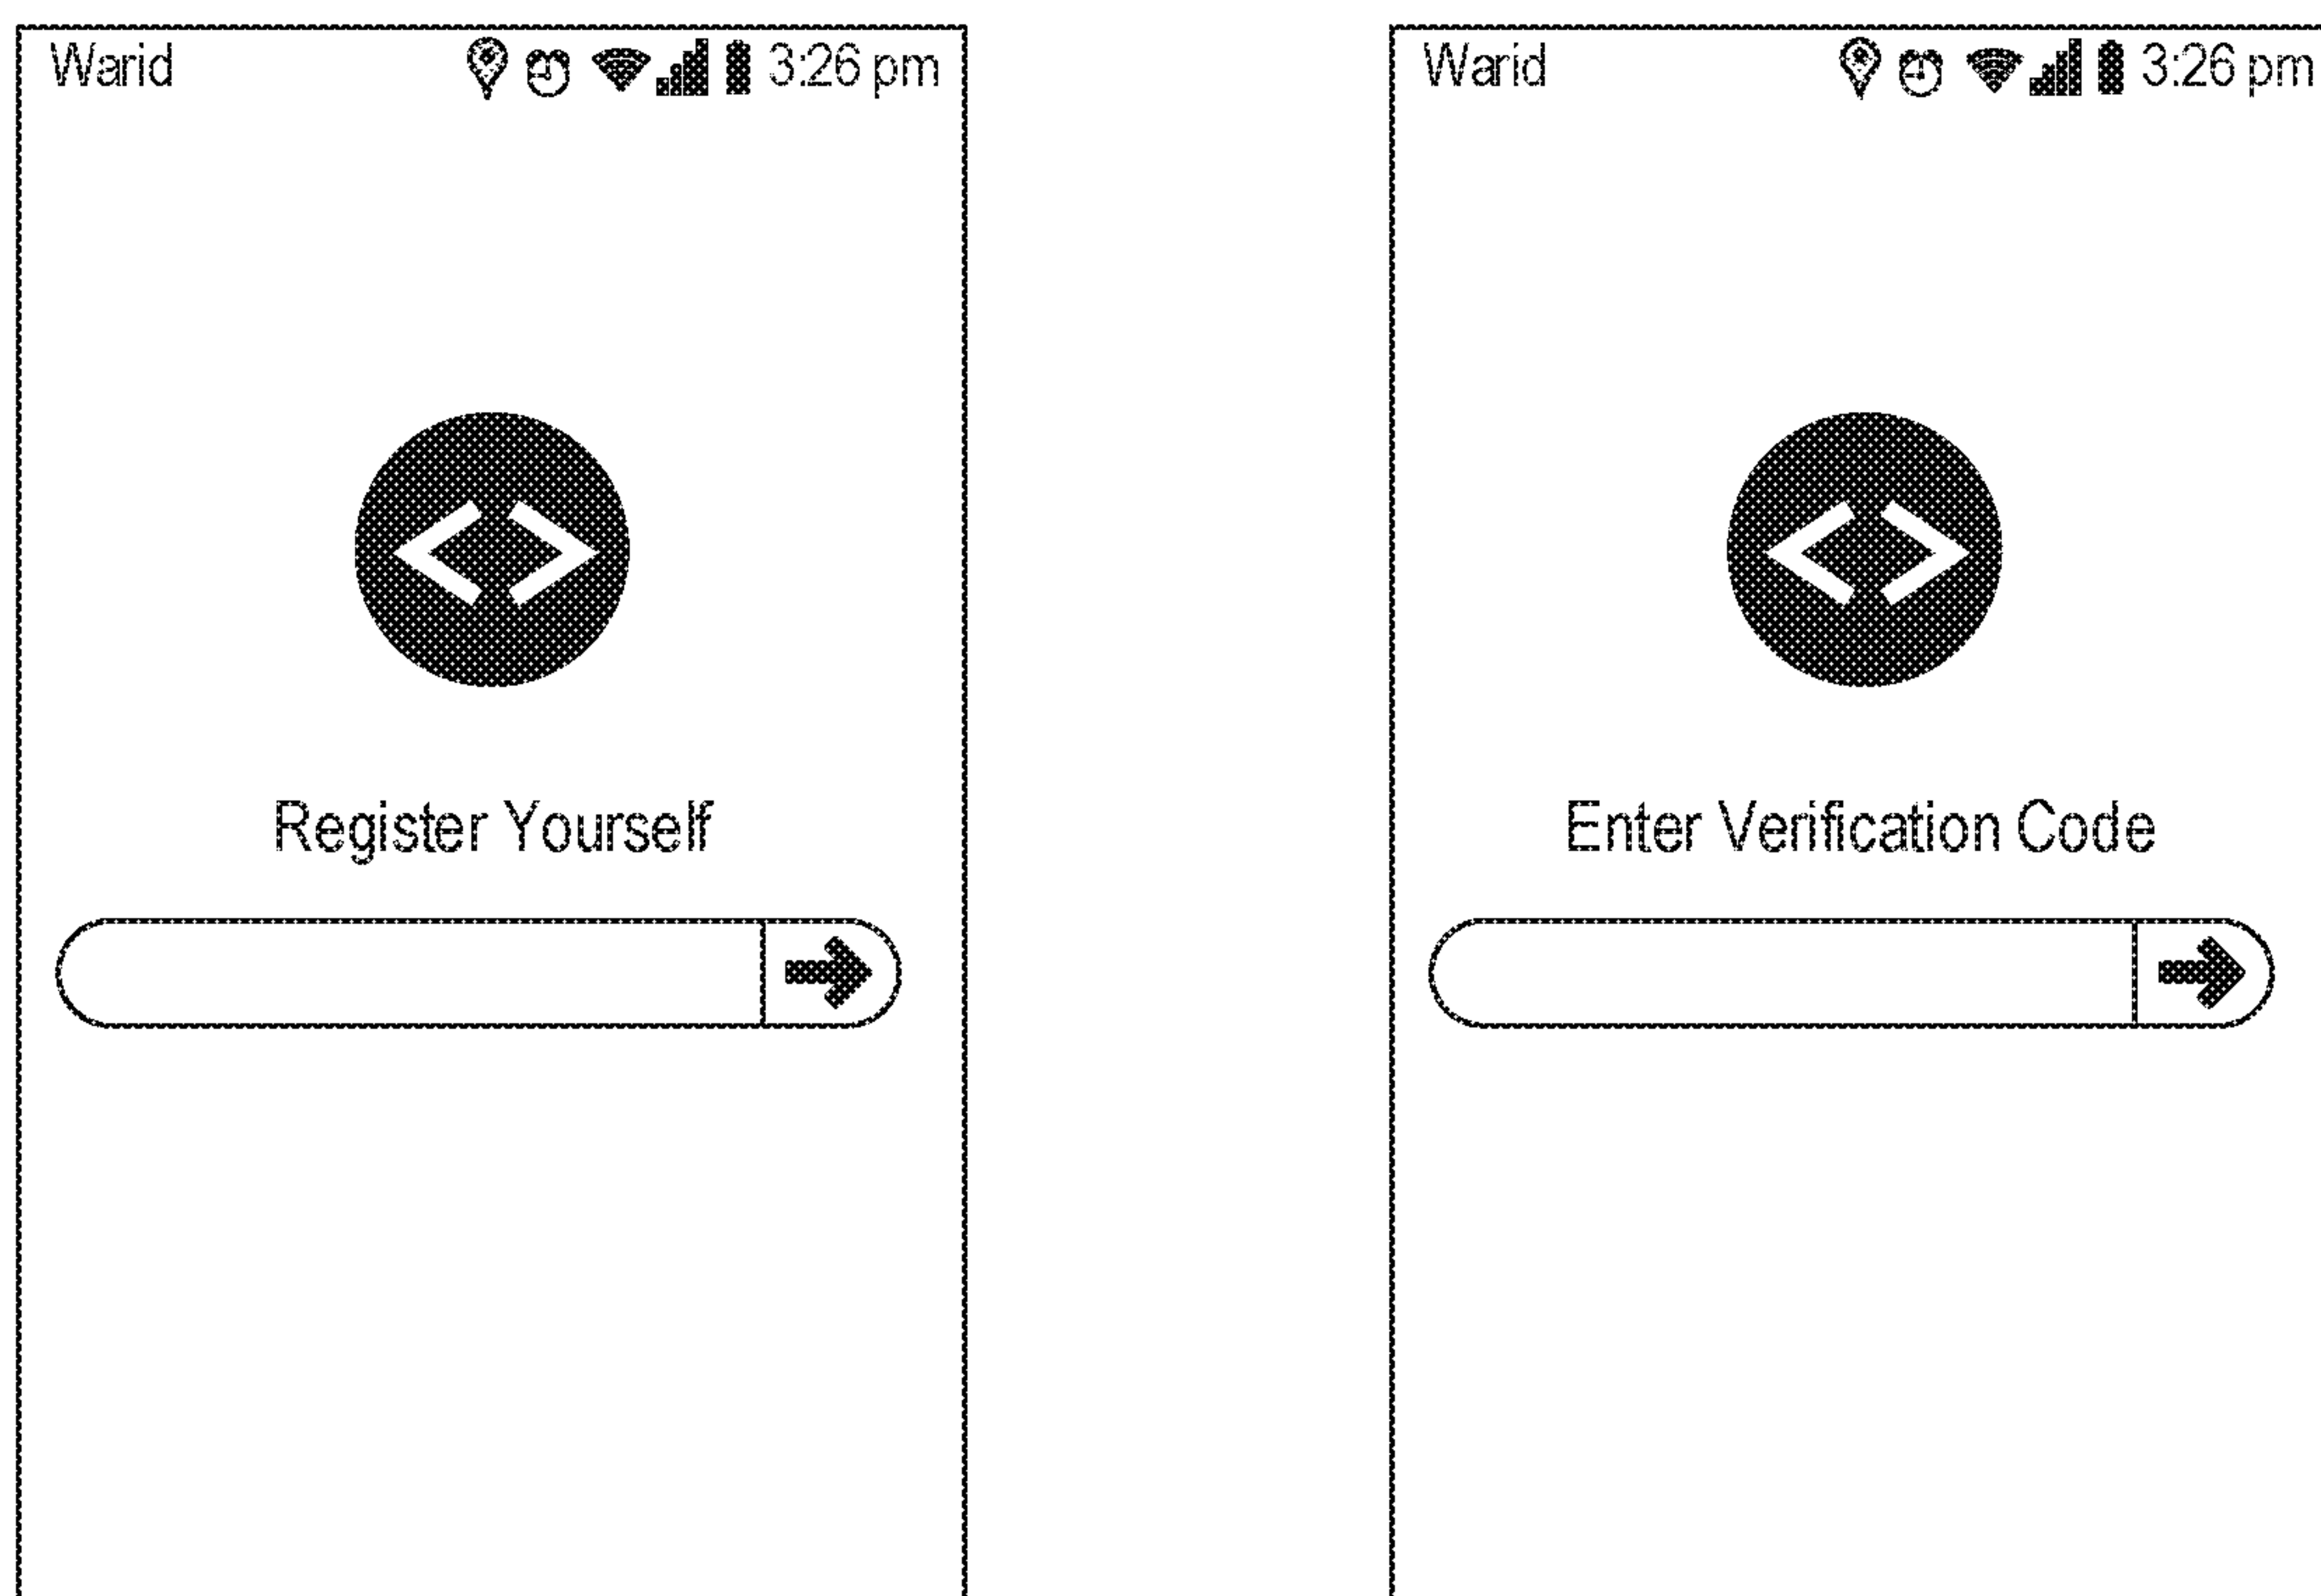 Warid 3:26 pm
Register Yourself
Warid 3:26 pm
Enter Verification Code